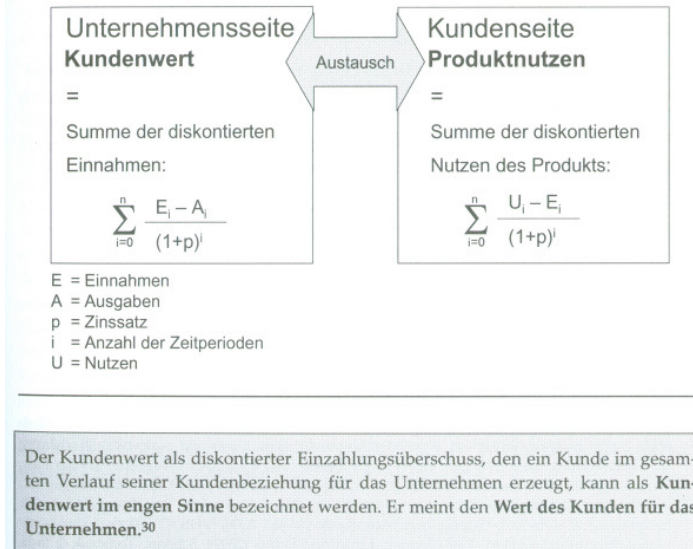 Unternehmensseite
Kundenwert
=
Summe der diskontierten
Einnahmen:
n
∑ Eᵢ – Aᵢ
i=0 (1+p)ⁱ
Austausch
Kundenseite
Produktnutzen
=
Summe der diskontierten
Nutzen des Produkts:
n
∑ Uᵢ – Eᵢ
i=0 (1+p)ⁱ
E = Einnahmen
A = Ausgaben
p = Zinssatz
i = Anzahl der Zeitperioden
U = Nutzen
Der Kundenwert als diskontierter Einzahlungsüberschuss, den ein Kunde im gesam-
ten Verlauf seiner Kundenbeziehung für das Unternehmen erzeugt, kann als Kun-
denwert im engen Sinne bezeichnet werden. Er meint den Wert des Kunden für das
Unternehmen.³⁰